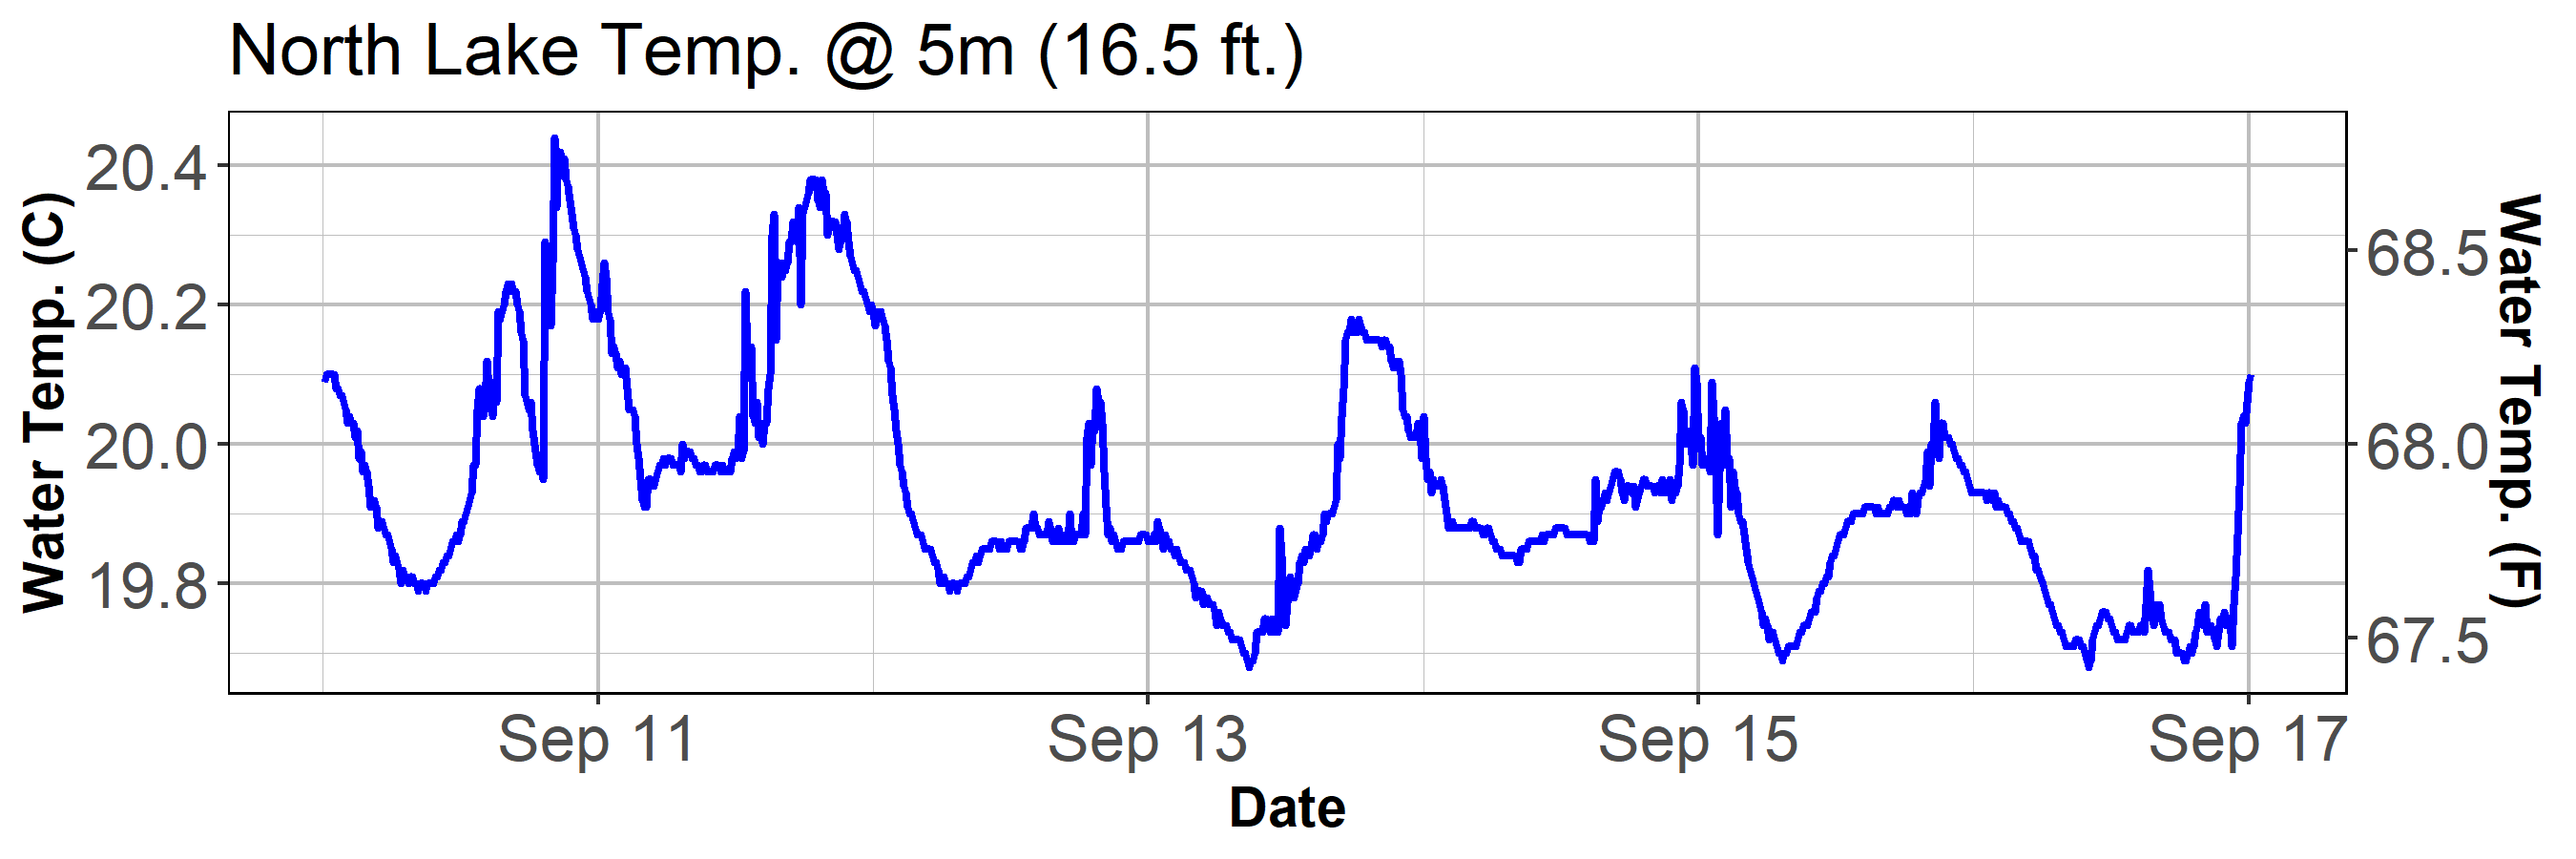 North Lake Temp. @ 5m (16.5 ft.)
Water Temp. (C)
20.4
20.2
20.0
19.8
68.5
68.0
67.5
Water Temp. (F)
Sep 11
Sep 13
Sep 15
Sep 17
Date